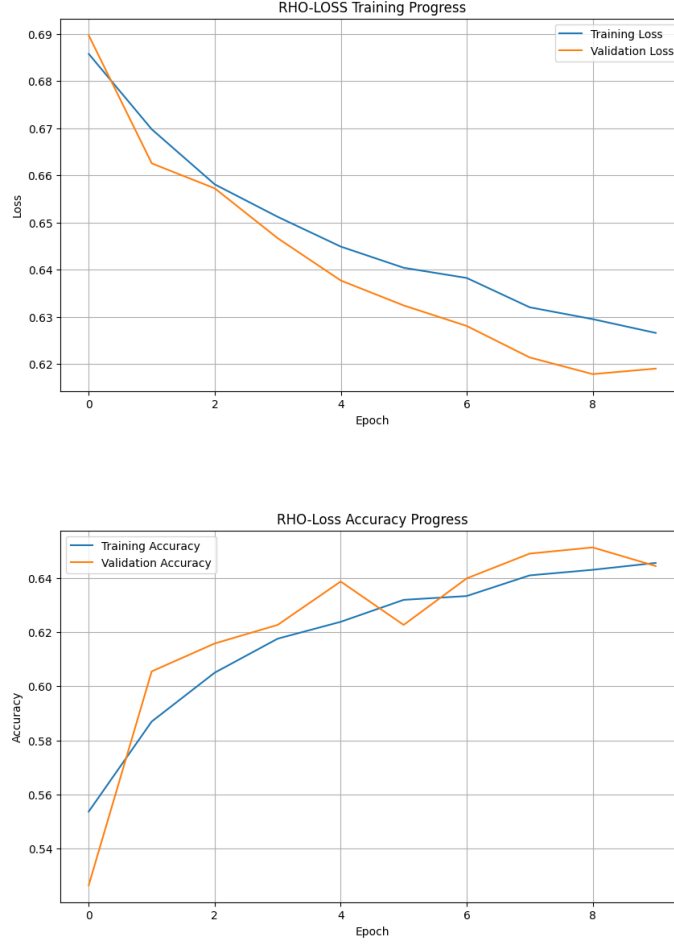 RHO-LOSS Training Progress
Training Loss
Validation Loss
0.69
0.68
0.67
0.66
0.65
0.64
0.63
0.62
Loss
0 2 4 6 8
Epoch
RHO-Loss Accuracy Progress
Training Accuracy
Validation Accuracy
0.64
0.62
0.60
0.58
0.56
0.54
Accuracy
0 2 4 6 8
Epoch